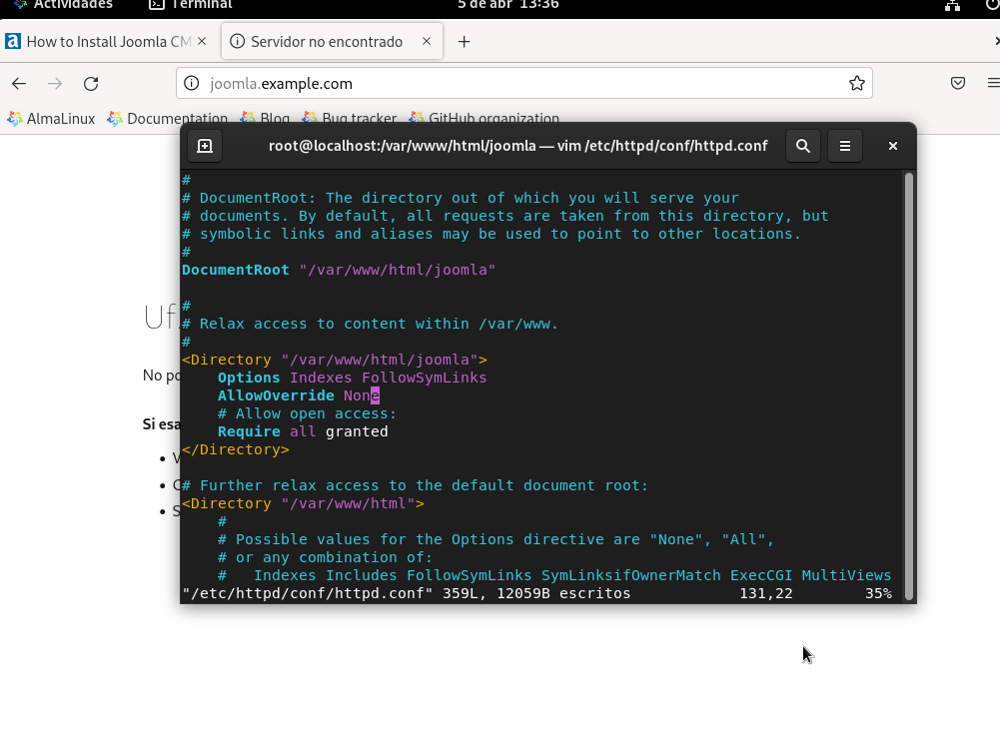 Actividades Terminal 5 de abr 13:36
How to Install Joomla CM Servidor no encontrado
joomla.example.com
AlmaLinux Documentation Blog Bug tracker GitHub organization
root@localhost:/var/www/html/joomla — vim /etc/httpd/conf/httpd.conf
#
# DocumentRoot: The directory out of which you will serve your
# documents. By default, all requests are taken from this directory, but
# symbolic links and aliases may be used to point to other locations.
#
DocumentRoot "/var/www/html/joomla"
#
# Relax access to content within /var/www.
#
<Directory "/var/www/html/joomla">
Options Indexes FollowSymLinks
AllowOverride None
# Allow open access:
Require all granted
</Directory>
# Further relax access to the default document root:
<Directory "/var/www/html">
#
# Possible values for the Options directive are "None", "All",
# or any combination of:
#   Indexes Includes FollowSymLinks SymLinksifOwnerMatch ExecCGI MultiViews
"/etc/httpd/conf/httpd.conf" 359L, 12059B escritos 131,22 35%
Uf
No po
Si esa